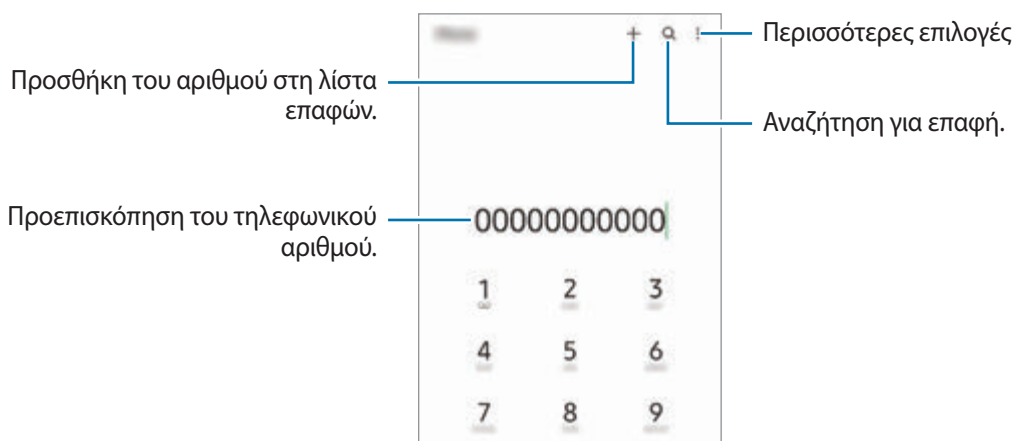 Περισσότερες επιλογές
Προσθήκη του αριθμού στη λίστα
επαφών.
Αναζήτηση για επαφή.
Προεπισκόπηση του τηλεφωνικού
αριθμού.
00000000000
1 2 3
4 5 6
7 8 9